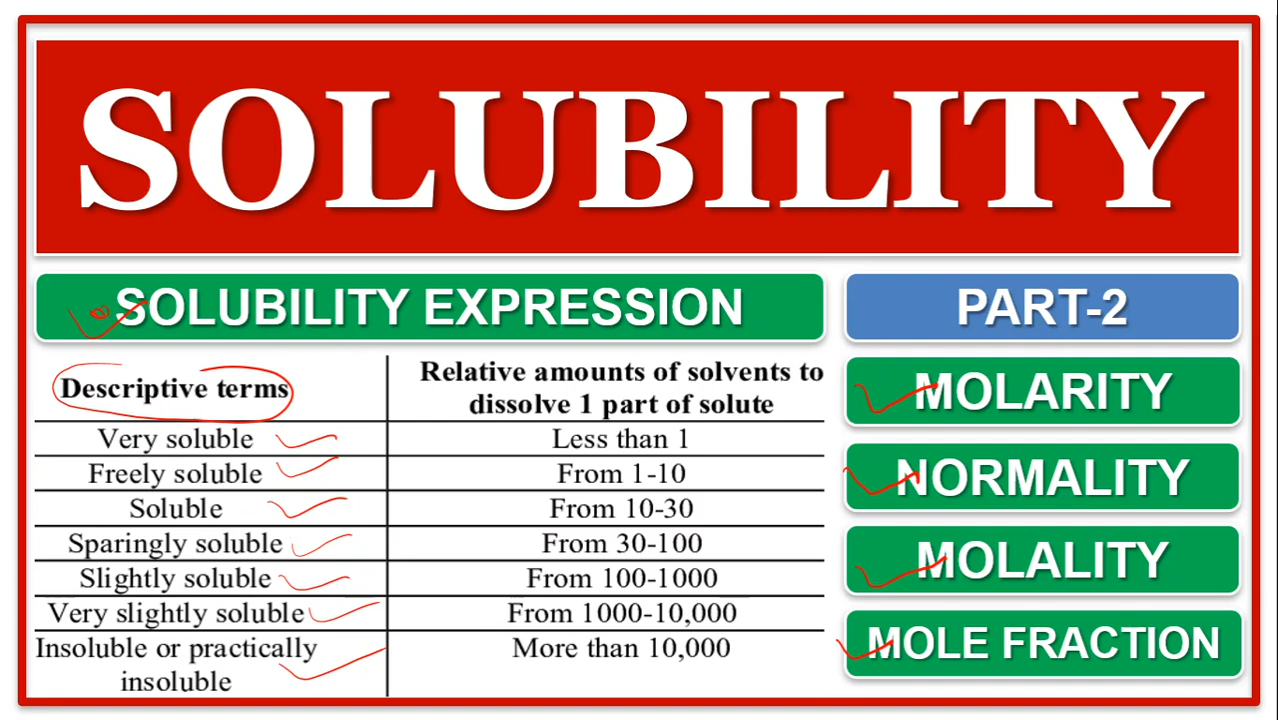 SOLUBILITY
SOLUBILITY EXPRESSION
PART-2
Descriptive terms
Relative amounts of solvents to
dissolve 1 part of solute
Very soluble
Less than 1
Freely soluble
From 1-10
Soluble
From 10-30
Sparingly soluble
From 30-100
Slightly soluble
From 100-1000
Very slightly soluble
From 1000-10,000
Insoluble or practically
insoluble
More than 10,000
MOLARITY
NORMALITY
MOLALITY
MOLE FRACTION